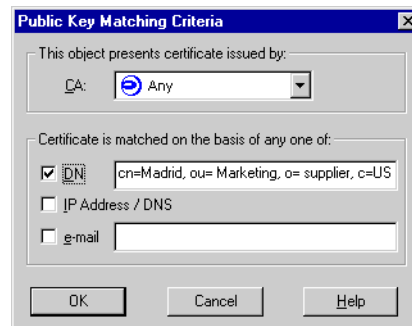 Public Key Matching Criteria
This object presents certificate issued by:
CA: Any
Certificate is matched on the basis of any one of:
DN cn=Madrid, ou= Marketing, o= supplier, c=US
IP Address / DNS
e-mail
OK Cancel Help